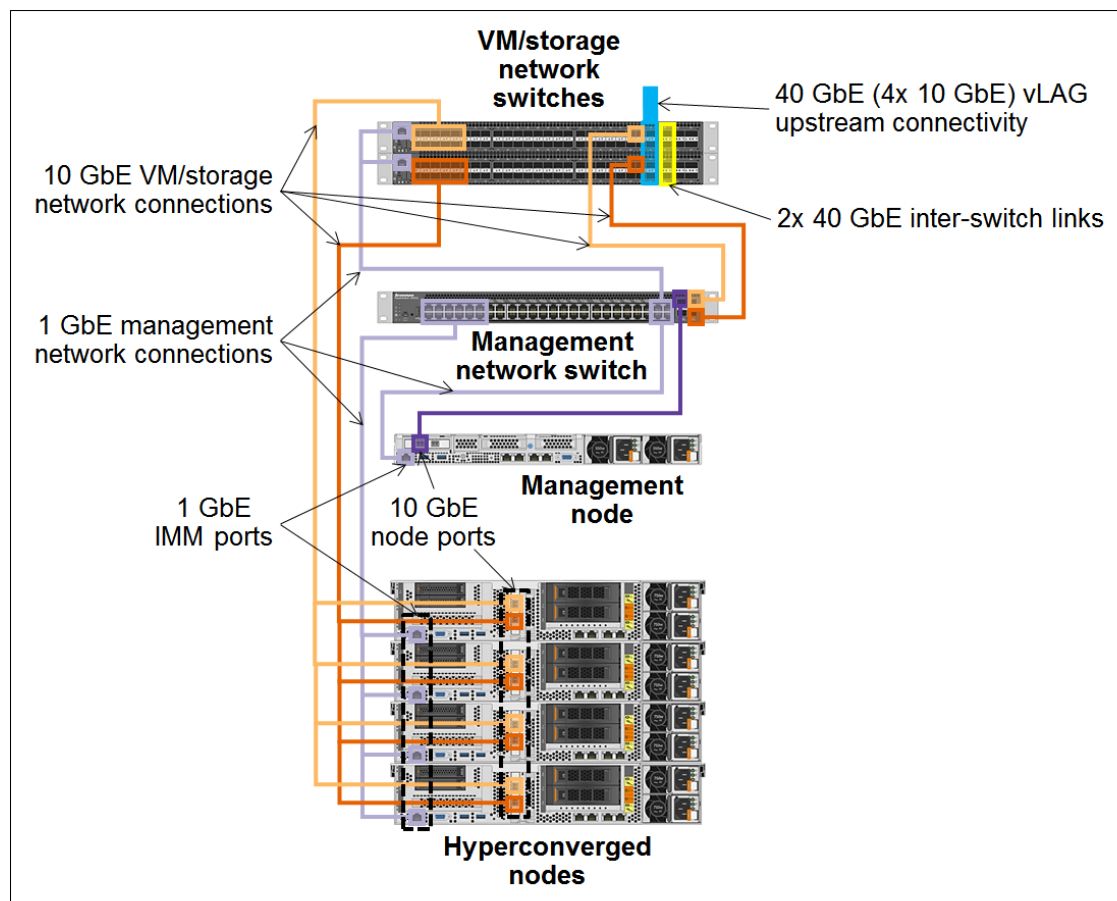 VM/storage
network
switches
40 GbE (4x 10 GbE) vLAG
upstream connectivity
10 GbE VM/storage
network connections
2x 40 GbE inter-switch links
1 GbE management
network connections
Management
network switch
Management
node
1 GbE
IMM ports
10 GbE
node ports
Hyperconverged
nodes